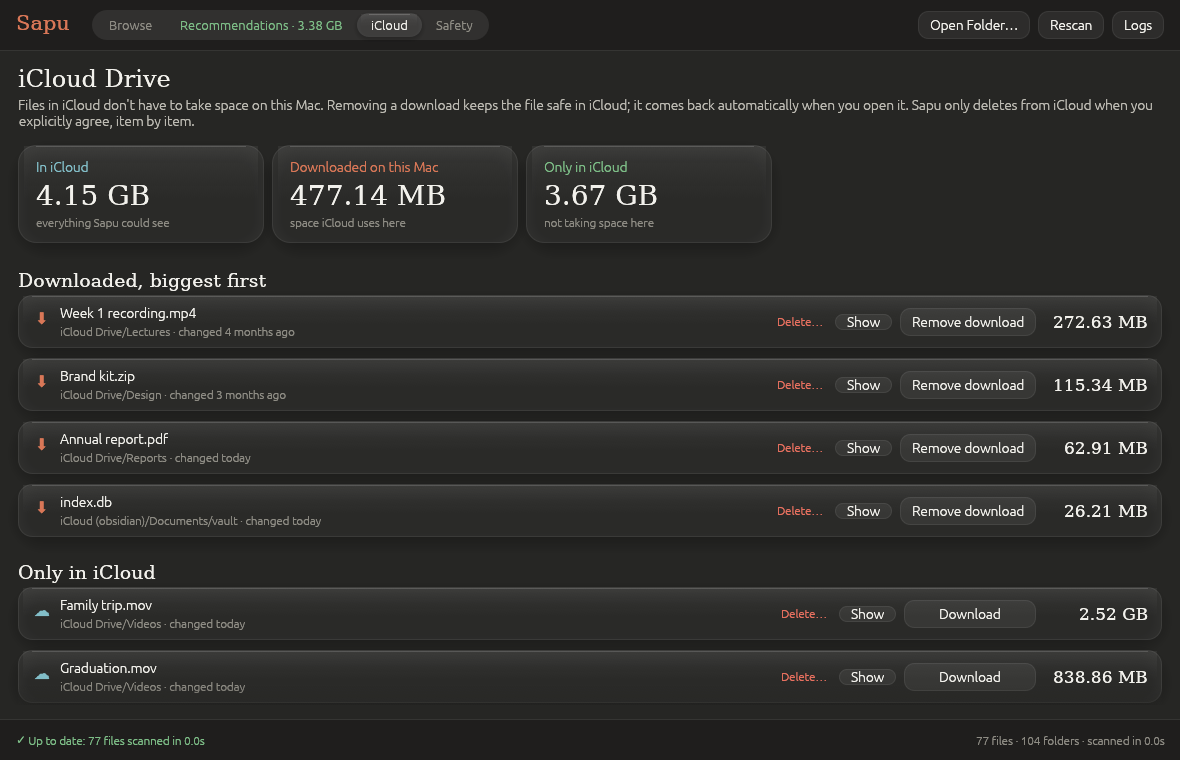 Sapu
Browse
Recommendations · 3.38 GB
iCloud
Safety
Open Folder…
Rescan
Logs
iCloud Drive
Files in iCloud don't have to take space on this Mac. Removing a download keeps the file safe in iCloud; it comes back automatically when you open it. Sapu only deletes from iCloud when you
explicitly agree, item by item.
In iCloud
4.15 GB
everything Sapu could see
Downloaded on this Mac
477.14 MB
space iCloud uses here
Only in iCloud
3.67 GB
not taking space here
Downloaded, biggest first
Week 1 recording.mp4
iCloud Drive/Lectures · changed 4 months ago
Delete…
Show
Remove download
272.63 MB
Brand kit.zip
iCloud Drive/Design · changed 3 months ago
Delete…
Show
Remove download
115.34 MB
Annual report.pdf
iCloud Drive/Reports · changed today
Delete…
Show
Remove download
62.91 MB
index.db
iCloud (obsidian)/Documents/vault · changed today
Delete…
Show
Remove download
26.21 MB
Only in iCloud
Family trip.mov
iCloud Drive/Videos · changed today
Delete…
Show
Download
2.52 GB
Graduation.mov
iCloud Drive/Videos · changed today
Delete…
Show
Download
838.86 MB
✓ Up to date: 77 files scanned in 0.0s
77 files · 104 folders · scanned in 0.0s